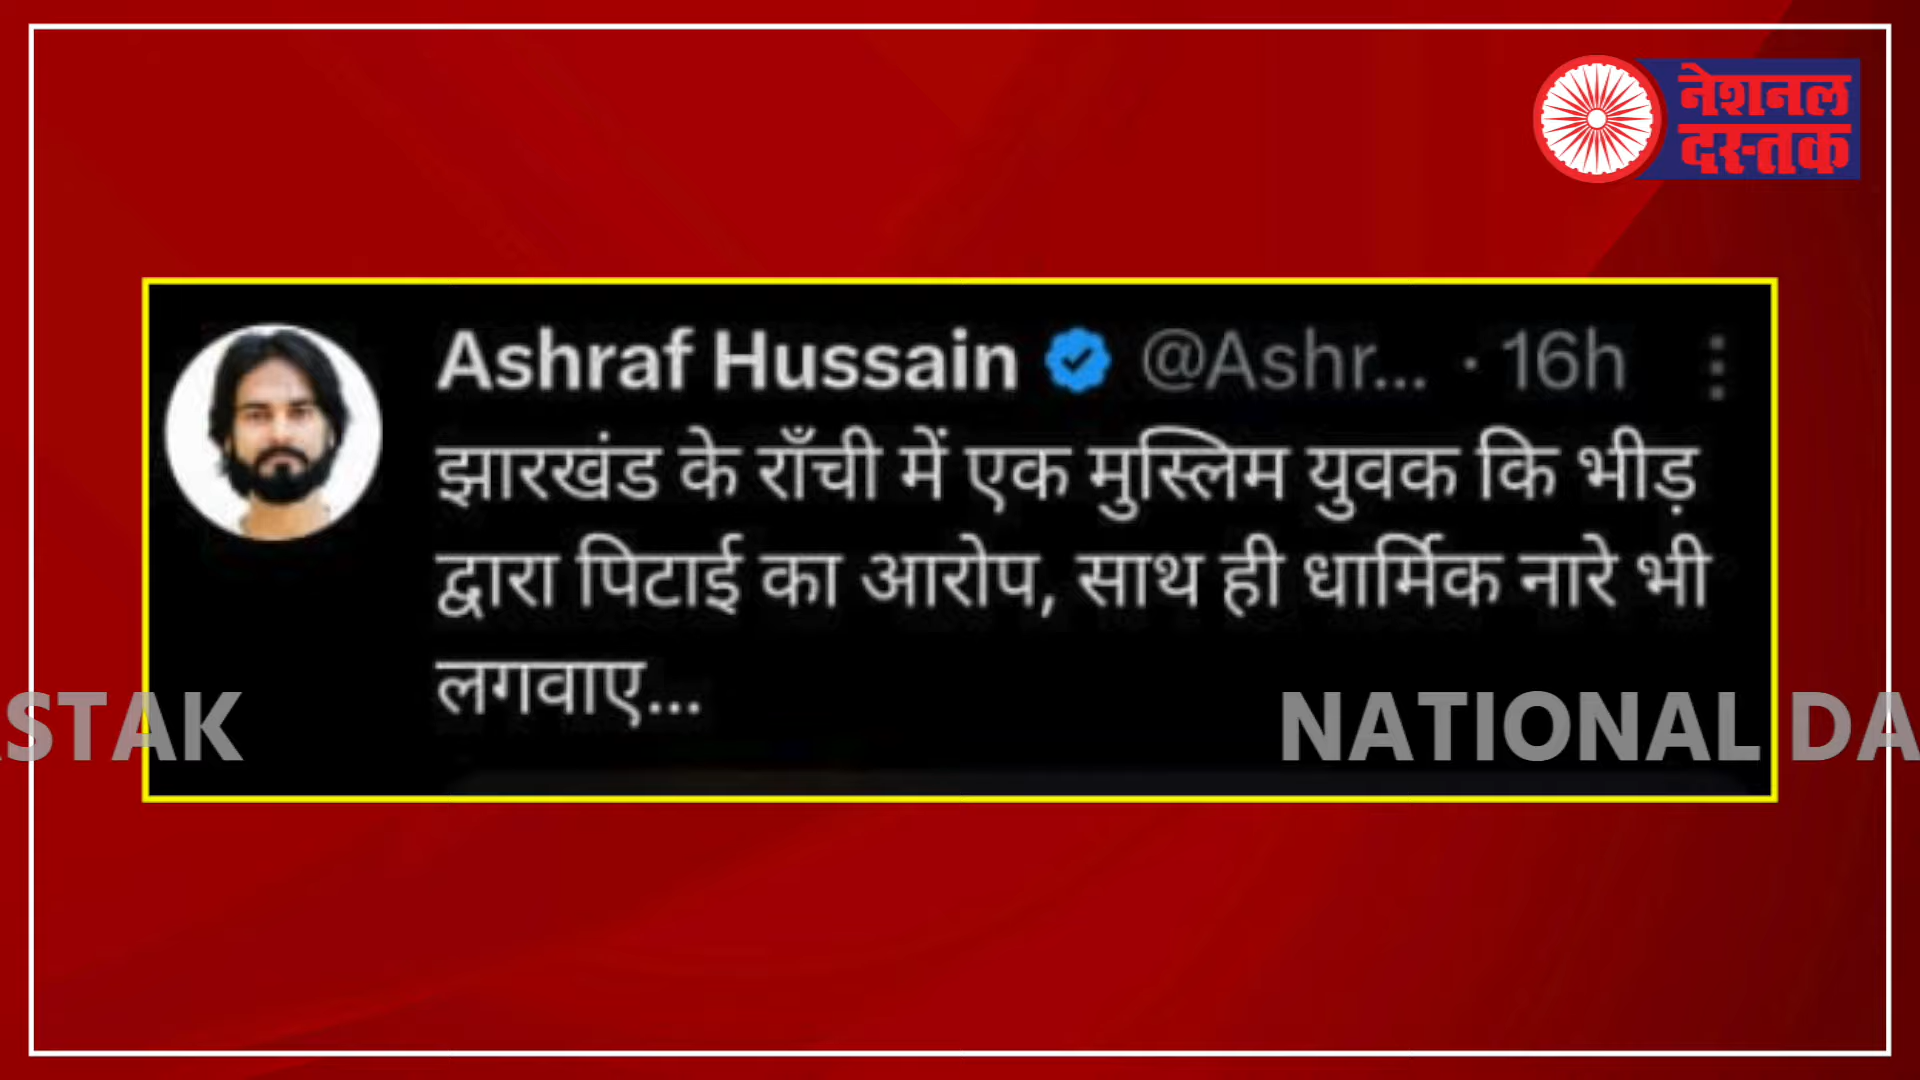 नेशनल
दस्तक
Ashraf Hussain @Ashr... · 16h
झारखंड के राँची में एक मुस्लिम युवक कि भीड़
द्वारा पिटाई का आरोप, साथ ही धार्मिक नारे भी
लगवाए...
STAK NATIONAL DA